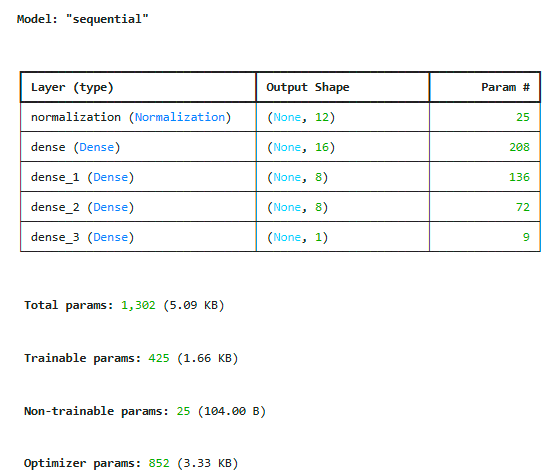 Model: "sequential"
Layer (type) Output Shape Param #
normalization (Normalization) (None, 12) 25
dense (Dense) (None, 16) 208
dense_1 (Dense) (None, 8) 136
dense_2 (Dense) (None, 8) 72
dense_3 (Dense) (None, 1) 9
Total params: 1,302 (5.09 KB)
Trainable params: 425 (1.66 KB)
Non-trainable params: 25 (104.00 B)
Optimizer params: 852 (3.33 KB)